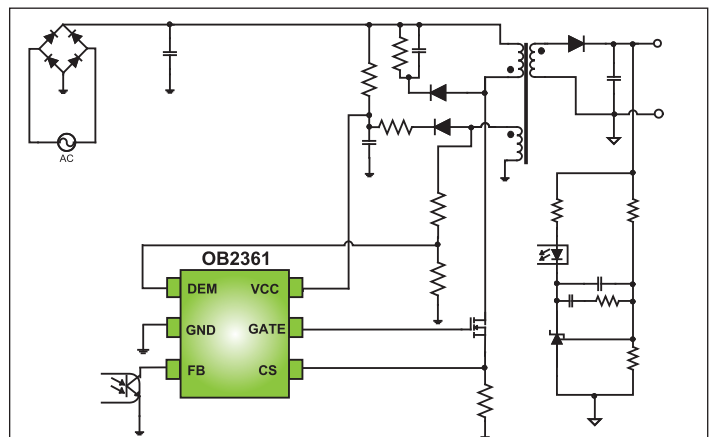 AC
OB2361
DEM VCC
GND GATE
FB CS